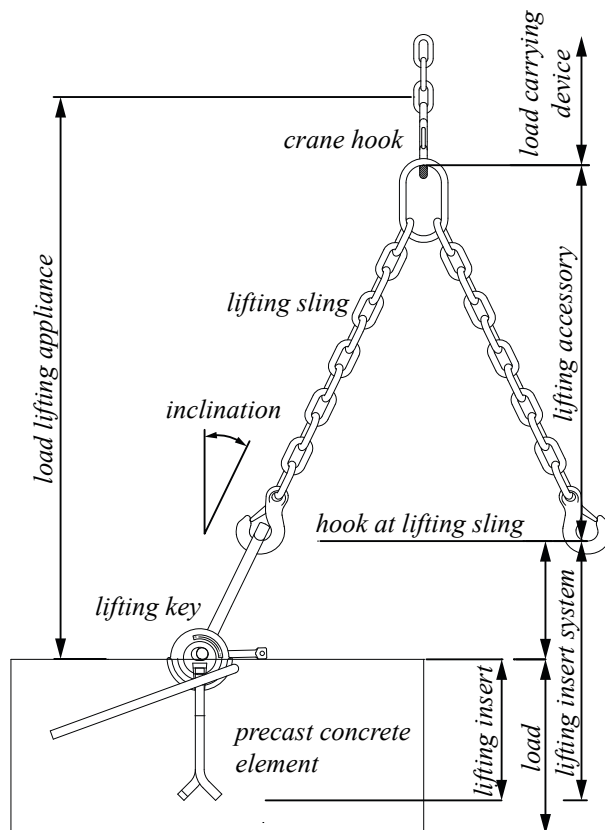 load carrying
device
crane hook
load lifting appliance
lifting sling
lifting accessory
inclination
hook at lifting sling
lifting key
lifting insert system
lifting insert
load
precast concrete
element